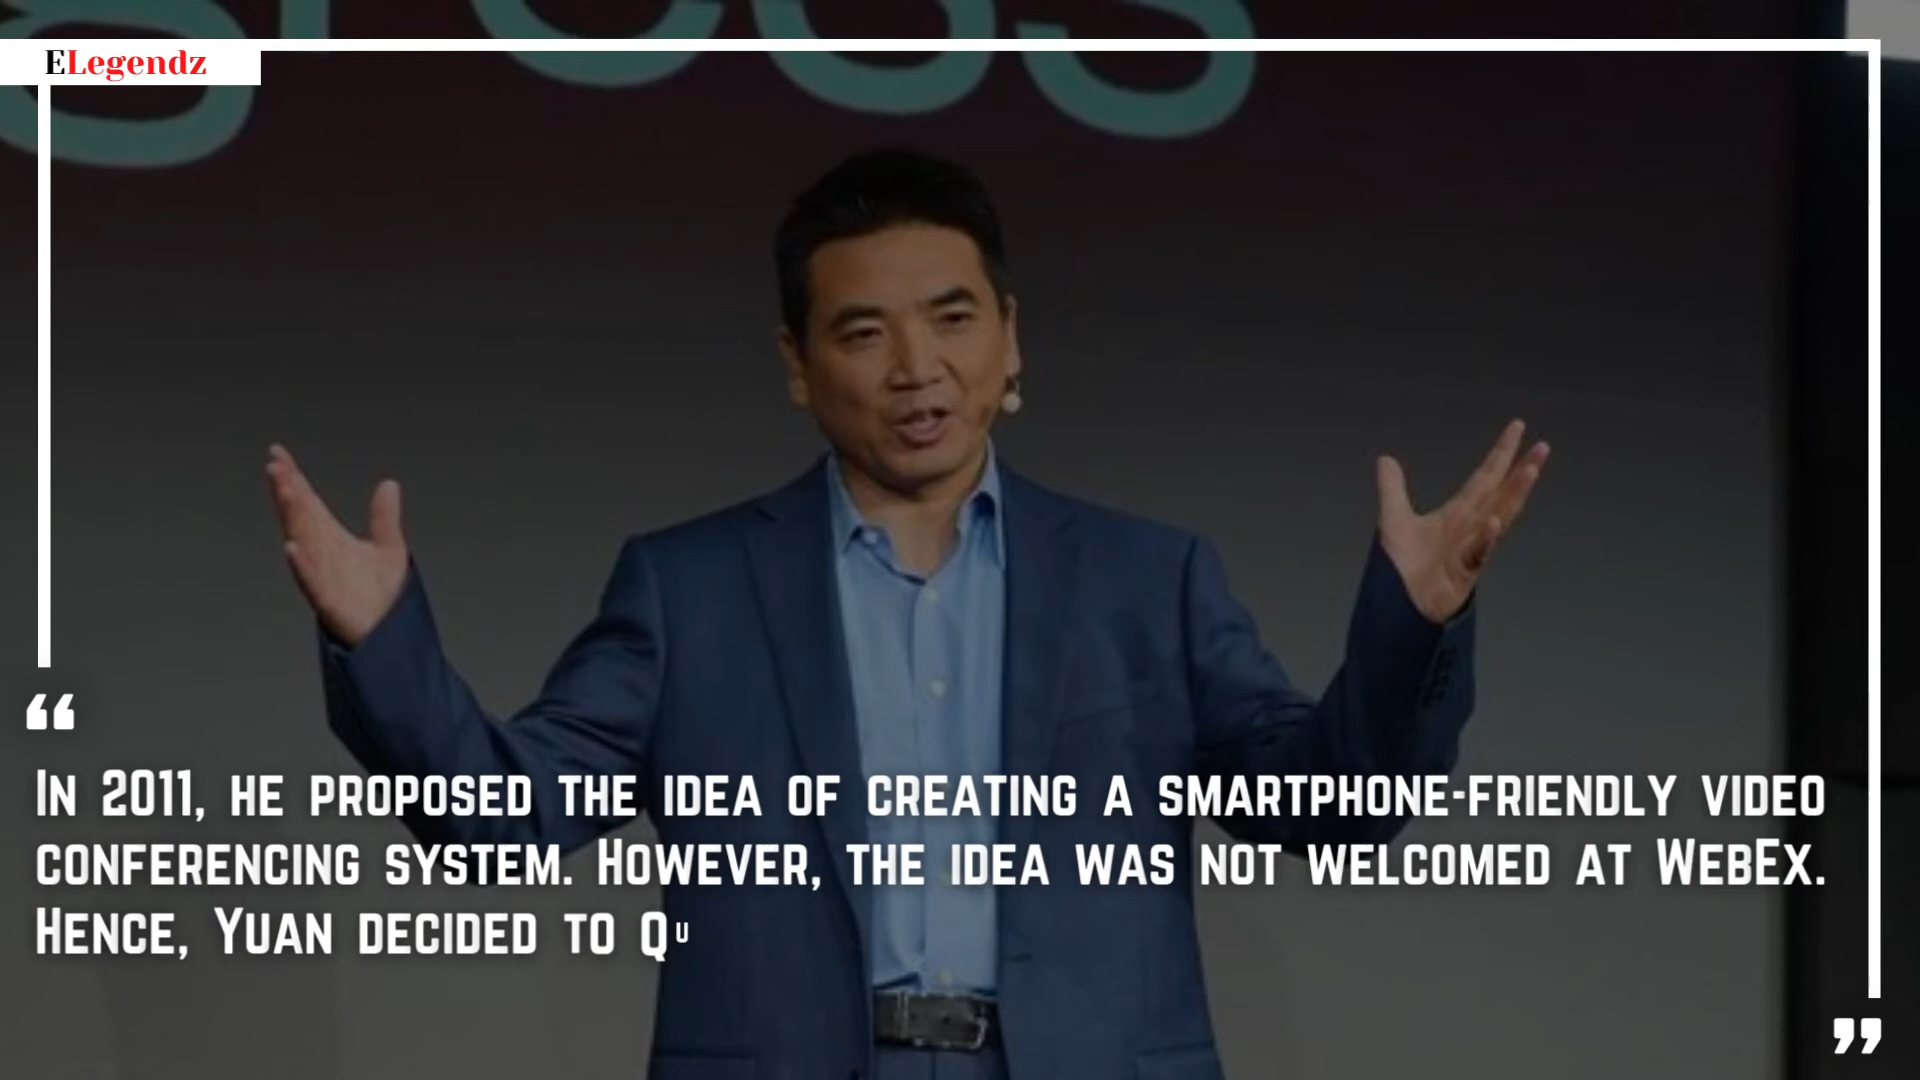 ELegendz
“
In 2011, he proposed the idea of creating a smartphone-friendly video
conferencing system. However, the idea was not welcomed at WebEx.
Hence, Yuan decided to Qu
”